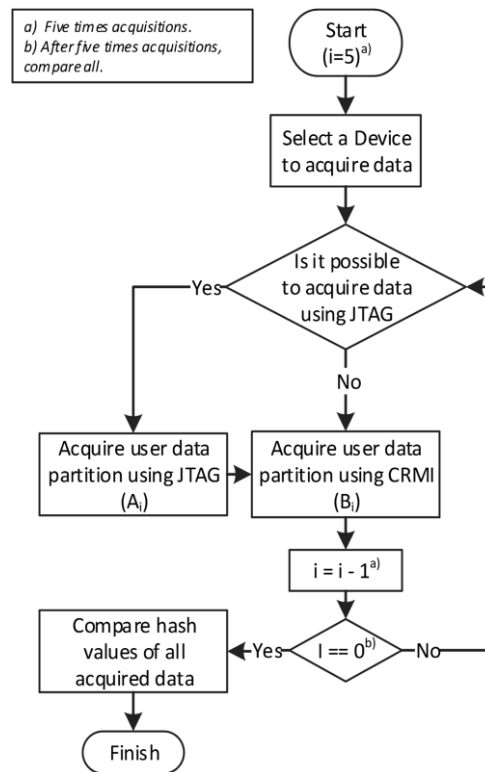 a) Five times acquisitions.
b) After five times acquisitions,
compare all.
Start
(i=5)a)
Select a Device
to acquire data
Is it possible
to acquire data
using JTAG
Yes
No
Acquire user data
partition using JTAG
(Ai)
Acquire user data
partition using CRMI
(Bi)
i = i - 1a)
I == 0b)
Yes
No
Compare hash
values of all
acquired data
Finish